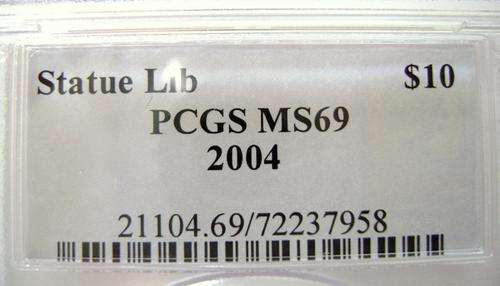 Statue Lib $10
PCGS MS69
2004
21104.69/72237958